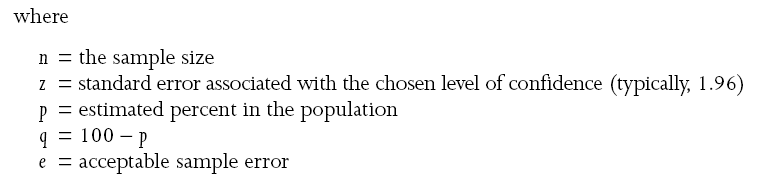 where
n = the sample size
z = standard error associated with the chosen level of confidence (typically, 1.96)
p = estimated percent in the population
q = 100 – p
e = acceptable sample error